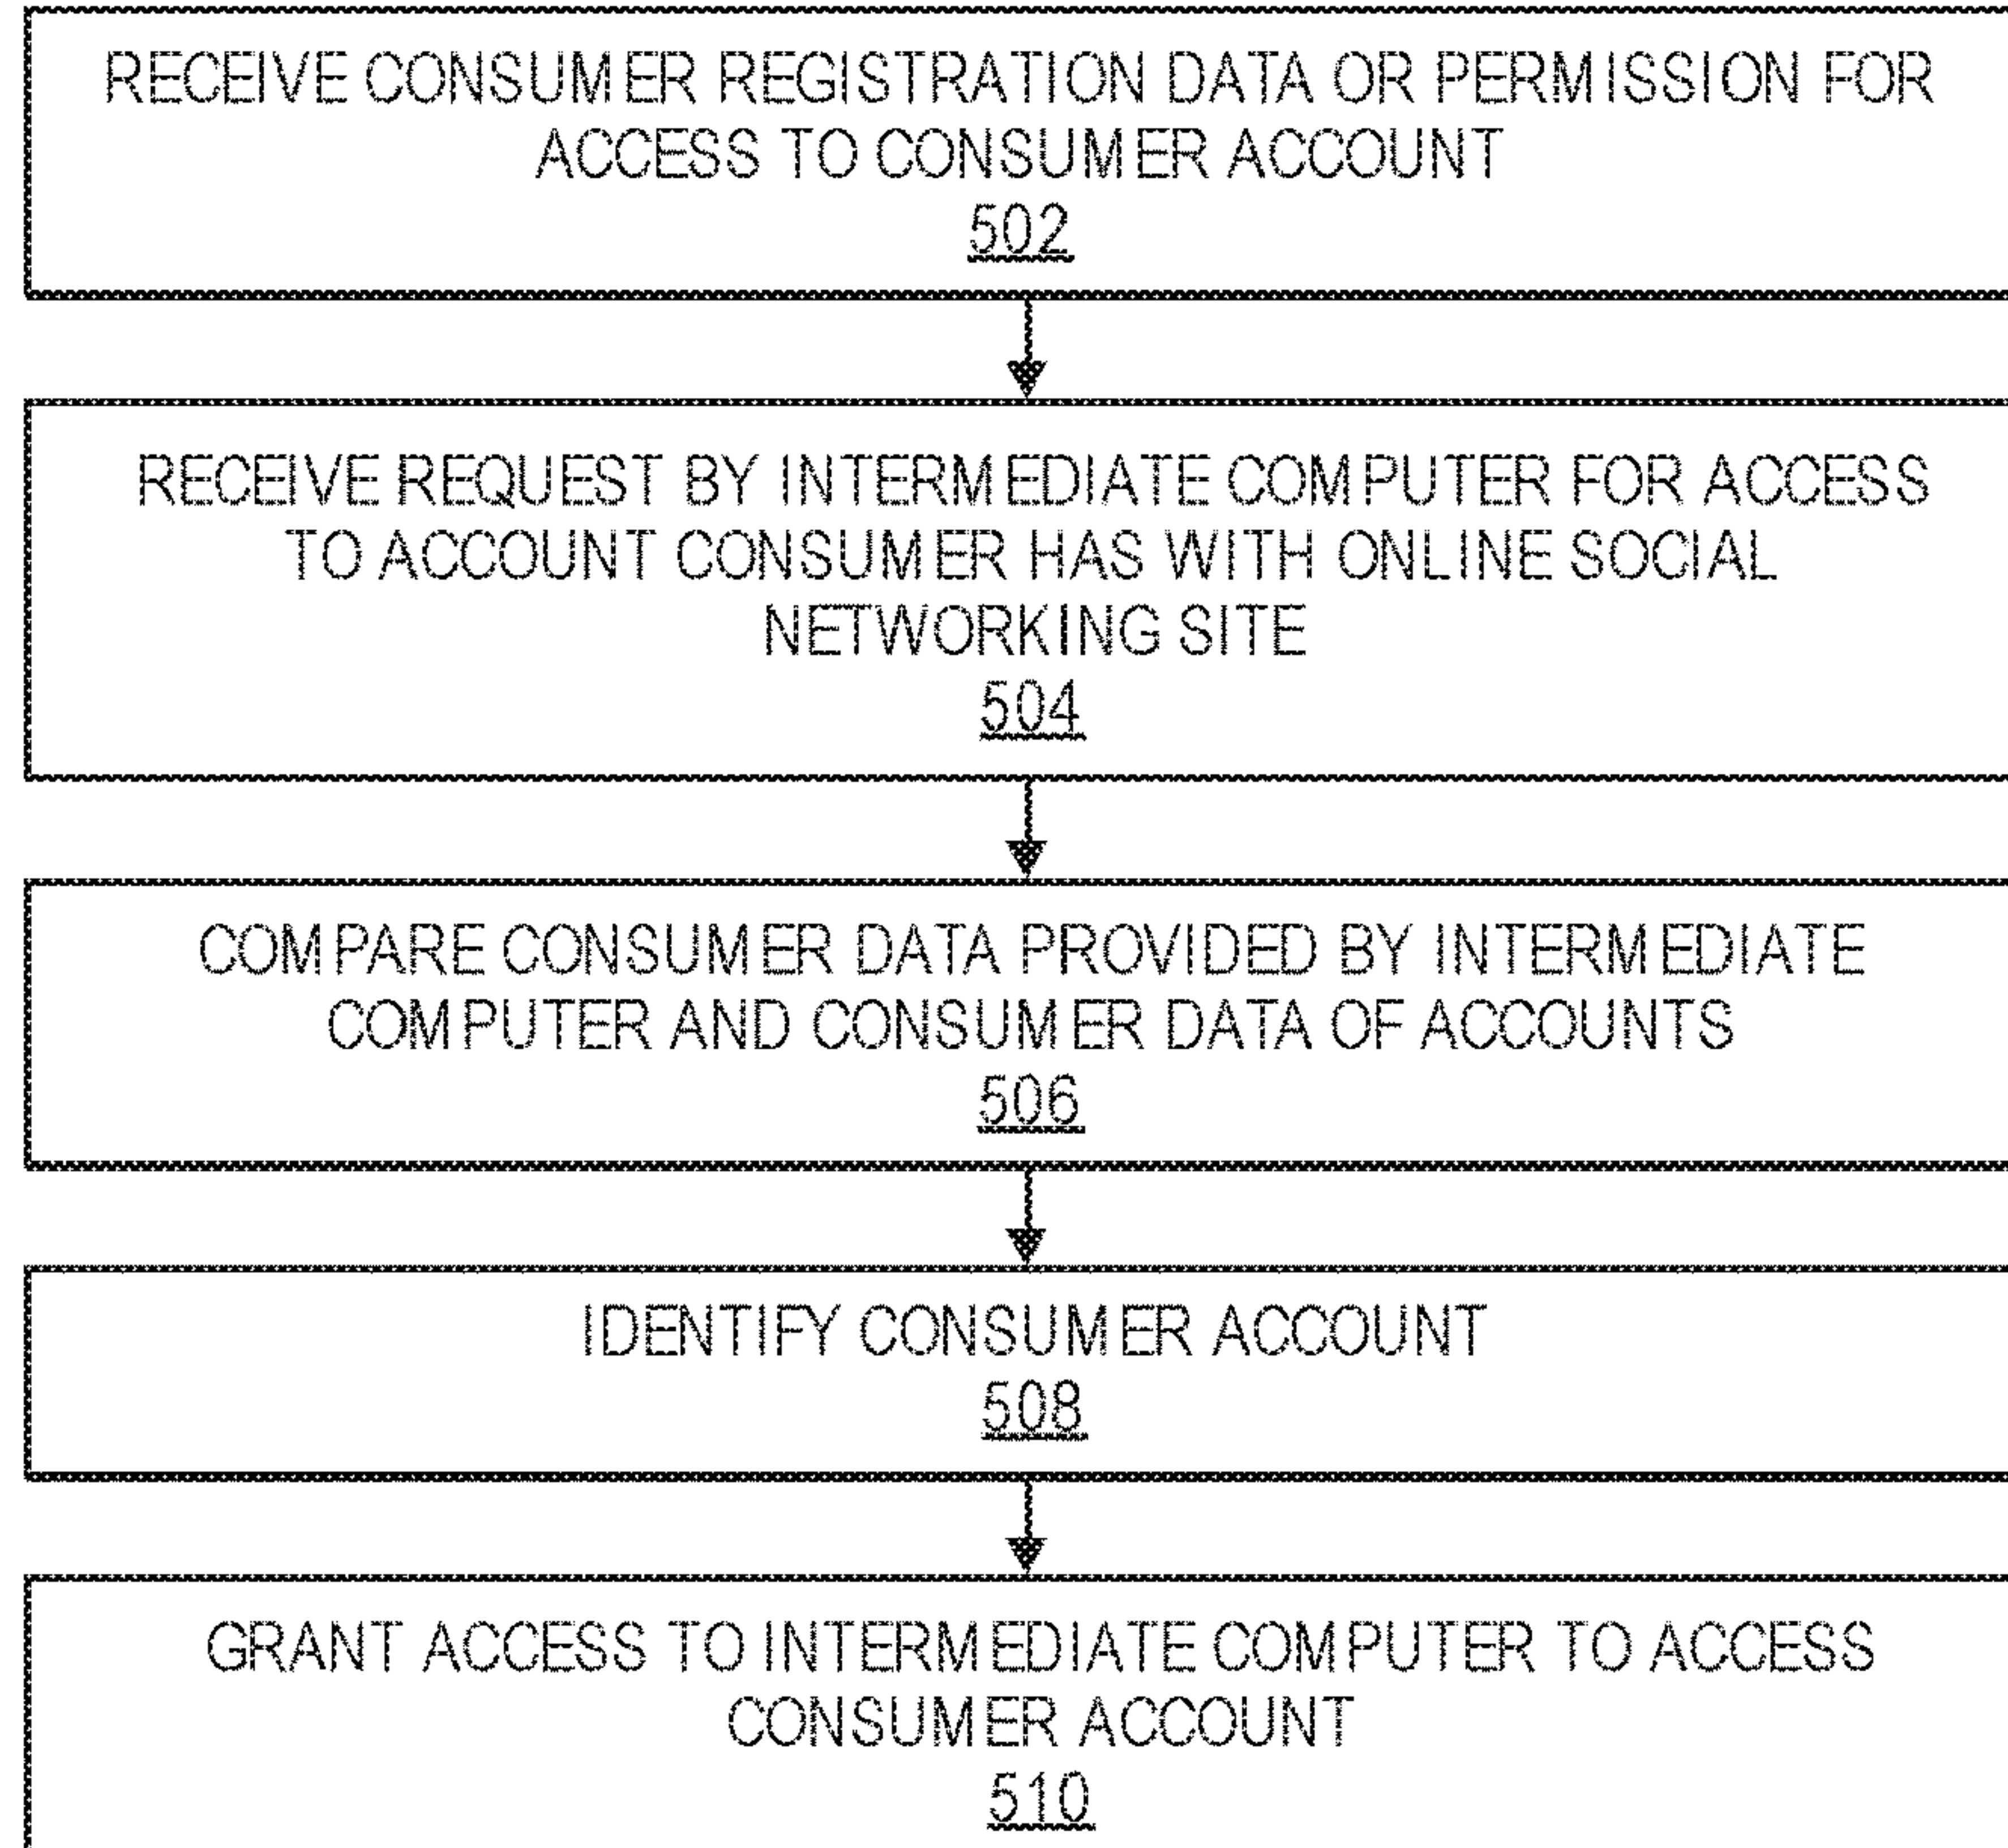 RECEIVE CONSUMER REGISTRATION DATA OR PERMISSION FOR
ACCESS TO CONSUMER ACCOUNT
502
RECEIVE REQUEST BY INTERMEDIATE COMPUTER FOR ACCESS
TO ACCOUNT CONSUMER HAS WITH ONLINE SOCIAL
NETWORKING SITE
504
COMPARE CONSUMER DATA PROVIDED BY INTERMEDIATE
COMPUTER AND CONSUMER DATA OF ACCOUNTS
506
IDENTIFY CONSUMER ACCOUNT
508
GRANT ACCESS TO INTERMEDIATE COMPUTER TO ACCESS
CONSUMER ACCOUNT
510